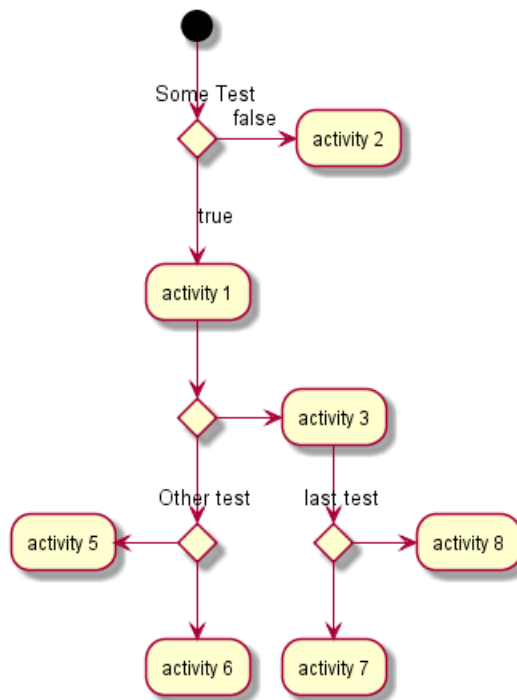 Some Test
false
activity 2
true
activity 1
activity 3
Other test
last test
activity 5
activity 8
activity 6
activity 7